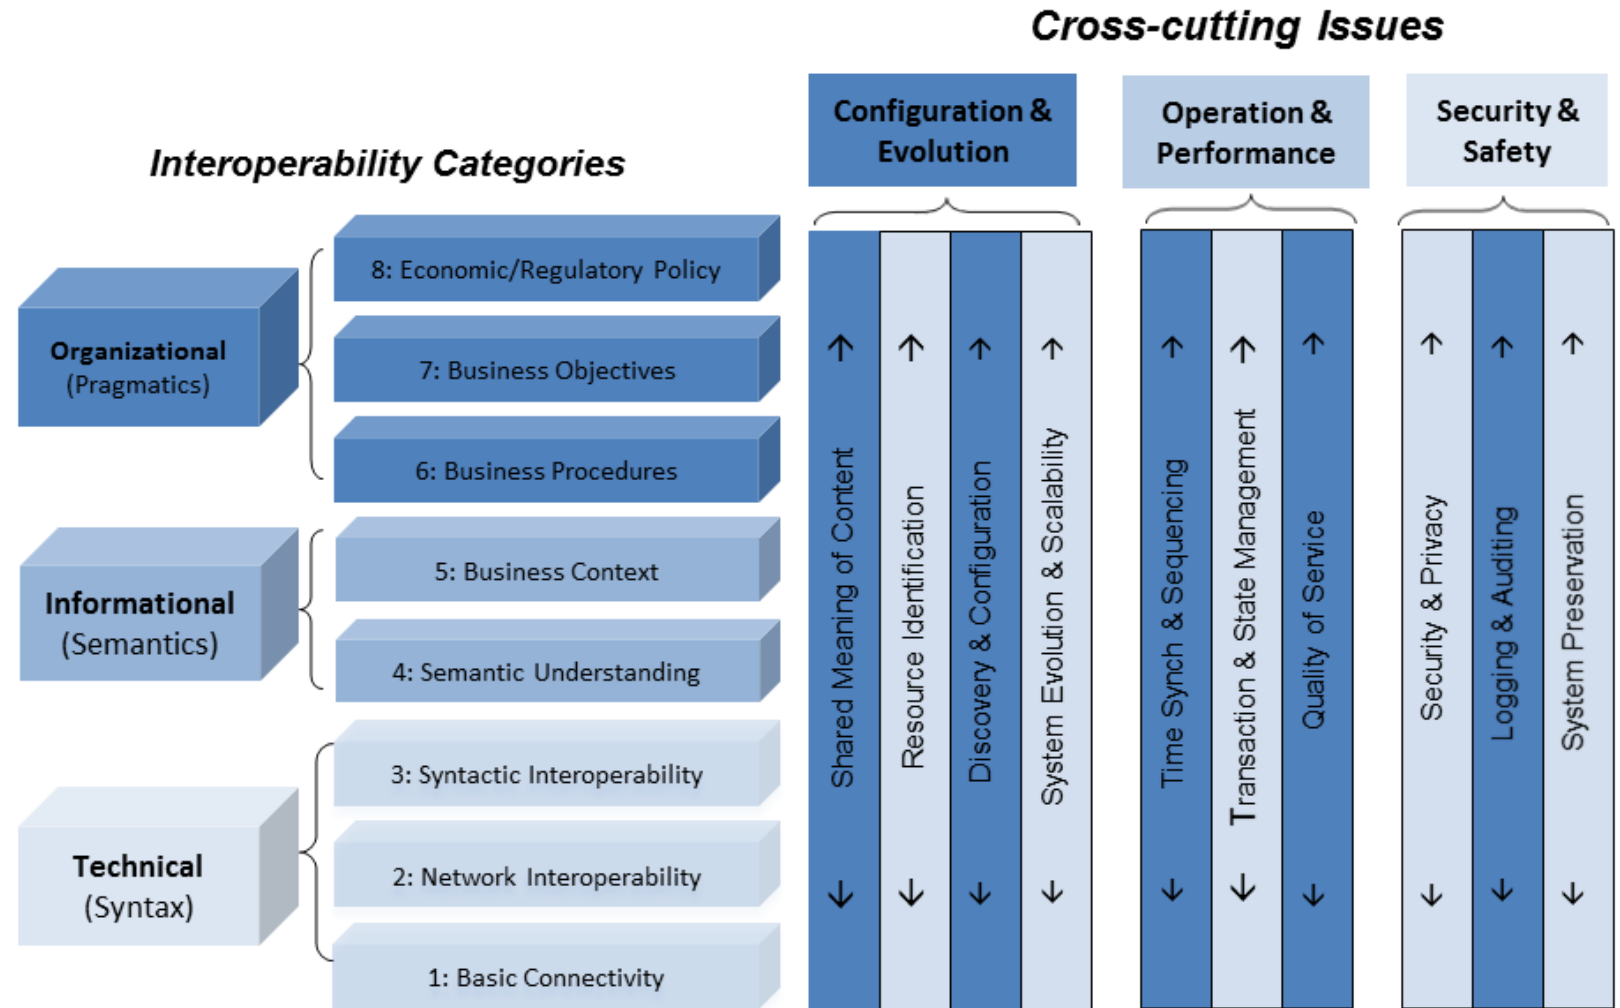 Cross-cutting Issues
Configuration &
Evolution
Operation &
Performance
Security &
Safety
Interoperability Categories
Organizational
(Pragmatics)
8: Economic/Regulatory Policy
7: Business Objectives
6: Business Procedures
Informational
(Semantics)
5: Business Context
4: Semantic Understanding
Technical
(Syntax)
3: Syntactic Interoperability
2: Network Interoperability
1: Basic Connectivity
Shared Meaning of Content
Resource Identification
Discovery & Configuration
System Evolution & Scalability
Time Synch & Sequencing
Transaction & State Management
Quality of Service
Security & Privacy
Logging & Auditing
System Preservation